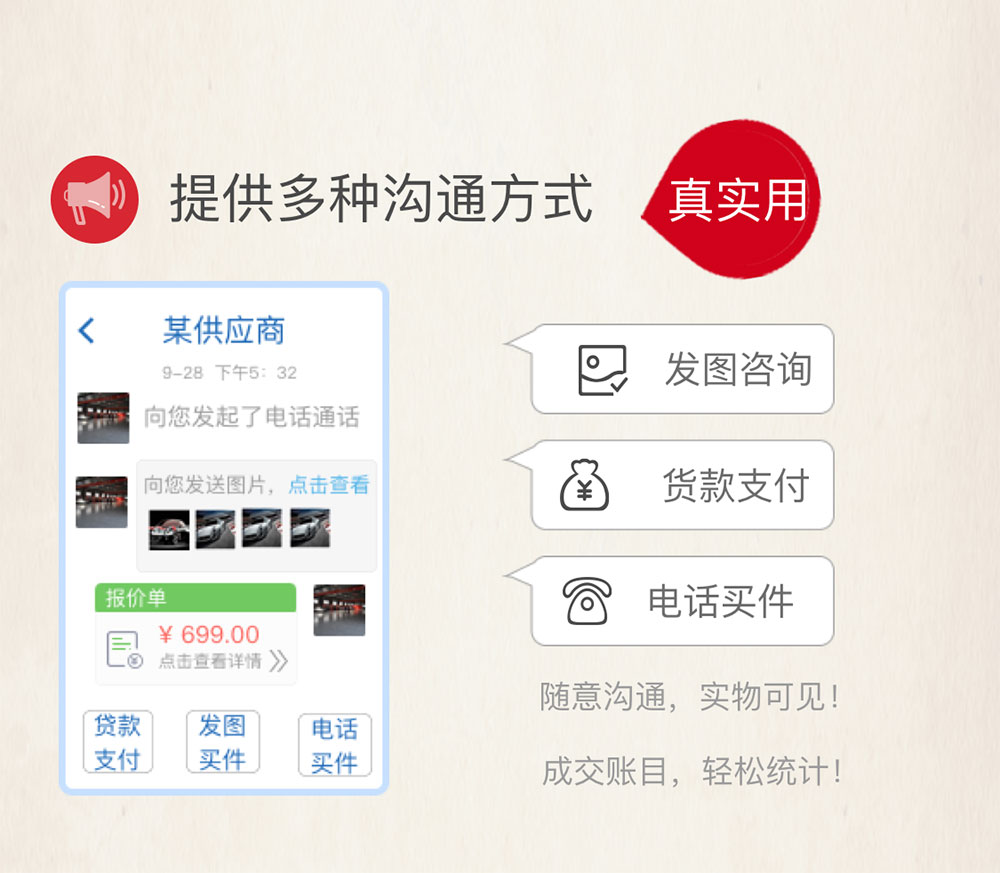 提供多种沟通方式
真实用
某供应商
9-28 下午5：32
向您发起了电话通话
向您发送图片，点击查看
报价单
¥ 699.00
点击查看详情
贷款
支付
发图
买件
电话
买件
发图咨询
货款支付
电话买件
随意沟通，实物可见！
成交账目，轻松统计！